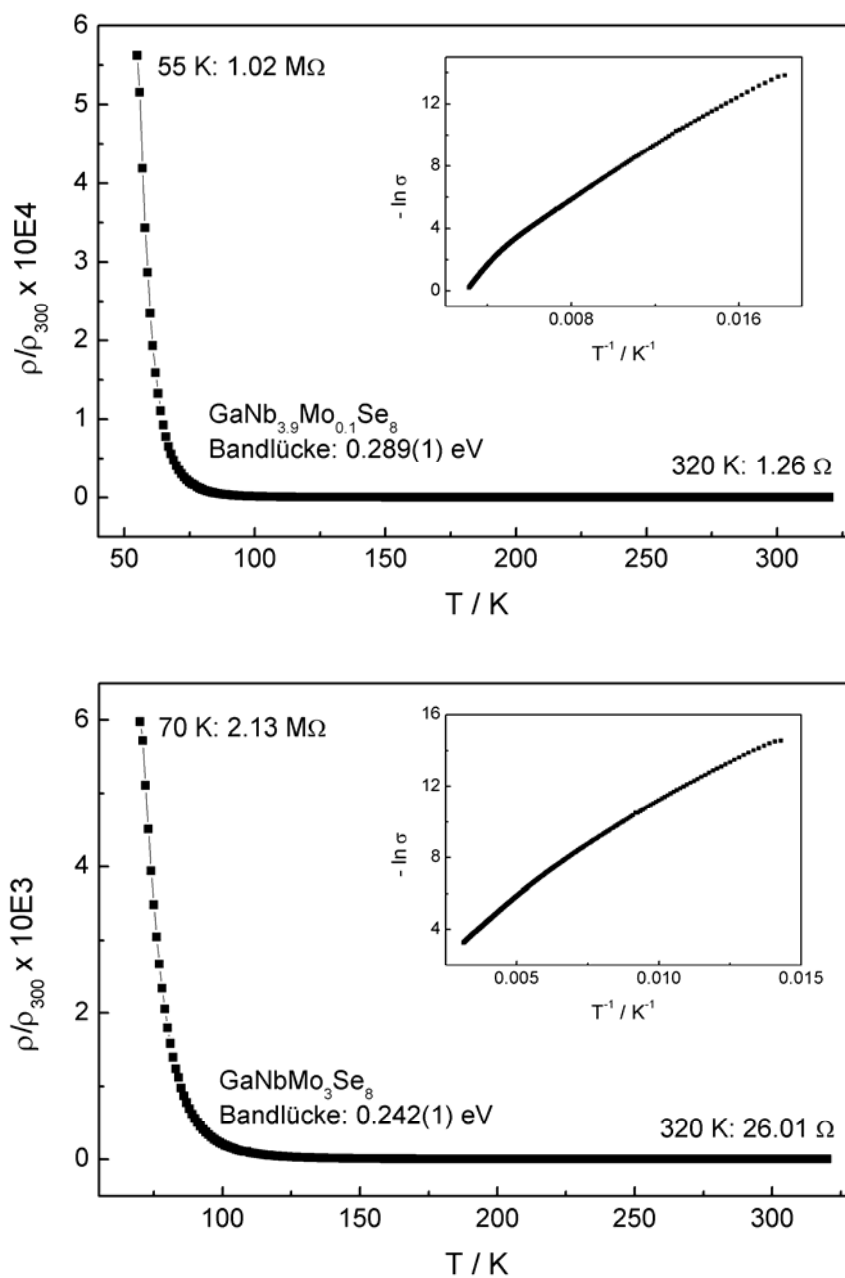 6
5
4
3
2
1
0
ρ/ρ₃₀₀ x 10E4
55 K: 1.02 MΩ
12
8
4
0
- ln σ
0.008 0.016
T⁻¹ / K⁻¹
GaNb₃.₉Mo₀.₁Se₈
Bandlücke: 0.289(1) eV
320 K: 1.26 Ω
50 100 150 200 250 300
T / K
6
4
2
0
ρ/ρ₃₀₀ x 10E3
70 K: 2.13 MΩ
16
12
8
4
- ln σ
0.005 0.010 0.015
T⁻¹ / K⁻¹
GaNbMo₃Se₈
Bandlücke: 0.242(1) eV
320 K: 26.01 Ω
100 150 200 250 300
T / K